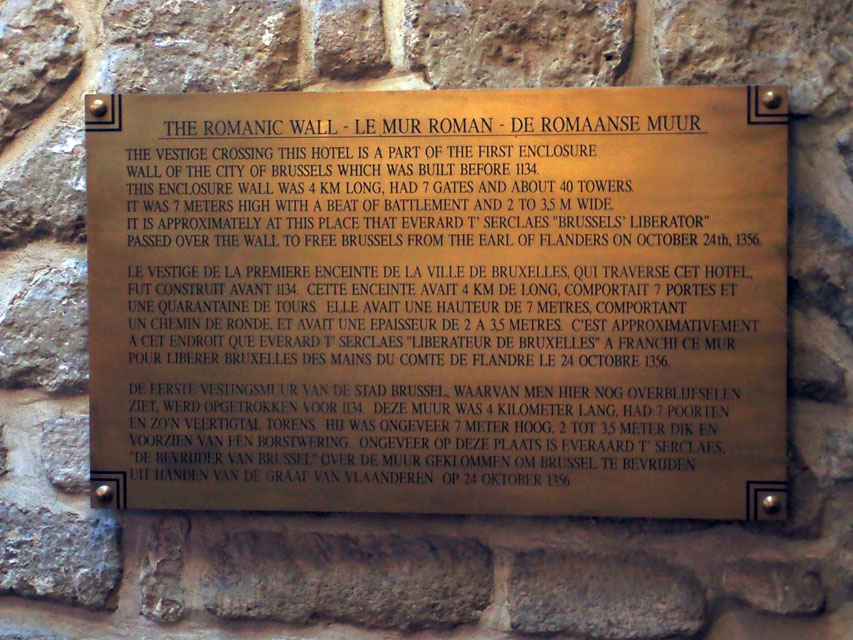 THE ROMANIC WALL - LE MUR ROMAN - DE ROMAANSE MUUR
THE VESTIGE CROSSING THIS HOTEL IS A PART OF THE FIRST ENCLOSURE
WALL OF THE CITY OF BRUSSELS WHICH WAS BUILT BEFORE 1134.
THIS ENCLOSURE WALL WAS 4 KM LONG, HAD 7 GATES AND ABOUT 40 TOWERS.
IT WAS 7 METERS HIGH WITH A BEAT OF BATTLEMENT AND 2 TO 3,5 M WIDE.
IT IS APPROXIMATELY AT THIS PLACE THAT EVERARD T' SERCLAES "BRUSSELS' LIBERATOR"
PASSED OVER THE WALL TO FREE BRUSSELS FROM THE EARL OF FLANDERS ON OCTOBER 24th, 1356.
LE VESTIGE DE LA PREMIERE ENCEINTE DE LA VILLE DE BRUXELLES, QUI TRAVERSE CET HOTEL,
FUT CONSTRUIT AVANT 1134. CETTE ENCEINTE AVAIT 4 KM DE LONG, COMPORTAIT 7 PORTES ET
UNE QUARANTAINE DE TOURS. ELLE AVAIT UNE HAUTEUR DE 7 METRES, COMPORTANT
UN CHEMIN DE RONDE, ET AVAIT UNE EPAISSEUR DE 2 A 3,5 METRES. C'EST APPROXIMATIVEMENT
A CET ENDROIT QUE EVERARD T' SERCLAES "LIBERATEUR DE BRUXELLES" A FRANCHI CE MUR
POUR LIBERER BRUXELLES DES MAINS DU COMTE DE FLANDRE LE 24 OCTOBRE 1356.
DE EERSTE VESTINGSMUUR VAN DE STAD BRUSSEL, WAARVAN MEN HIER NOG OVERBLIJFSELEN
ZIET, WERD OPGETROKKEN VOOR 1134. DEZE MUUR WAS 4 KILOMETER LANG, HAD 7 POORTEN
EN ZO'N VEERTIGTAL TORENS. HIJ WAS ONGEVEER 7 METER HOOG, 2 TOT 3,5 METER DIK EN
VOORZIEN VAN EEN BORSTWERING. ONGEVEER OP DEZE PLAATS IS EVERAARD T' SERCLAES,
"DE BEVRIJDER VAN BRUSSEL" OVER DE MUUR GEKLOMMEN OM BRUSSEL TE BEVRIJDEN
UIT HANDEN VAN DE GRAAF VAN VLAANDEREN OP 24 OKTOBER 1356.